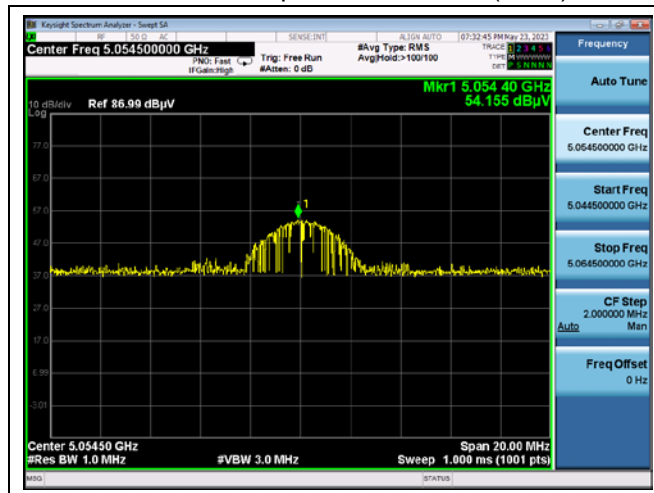 Keysight Spectrum Analyzer - Swept SA
RF 50 Ω AC SENSE:INT ALIGN AUTO 07:32:45 PM May 23, 2023
Center Freq 5.054500000 GHz
PNO: Fast
IFGain:High
Trig: Free Run
#Atten: 0 dB
#Avg Type: RMS
Avg|Hold:>100/100
TRACE 1 2 3 4 5 6
TYPE M
DET P S N N N N
Mkr1 5.054 40 GHz
54.155 dBµV
10 dB/div Ref 86.99 dBµV
Log
77.0
67.0
57.0
47.0
37.0
27.0
17.0
6.99
-3.01
1
Center 5.05450 GHz
#Res BW 1.0 MHz
#VBW 3.0 MHz
Span 20.00 MHz
Sweep 1.000 ms (1001 pts)
MSG STATUS
Frequency
Auto Tune
Center Freq
5.054500000 GHz
Start Freq
5.044500000 GHz
Stop Freq
5.064500000 GHz
CF Step
2.000000 MHz
Auto Man
Freq Offset
0 Hz